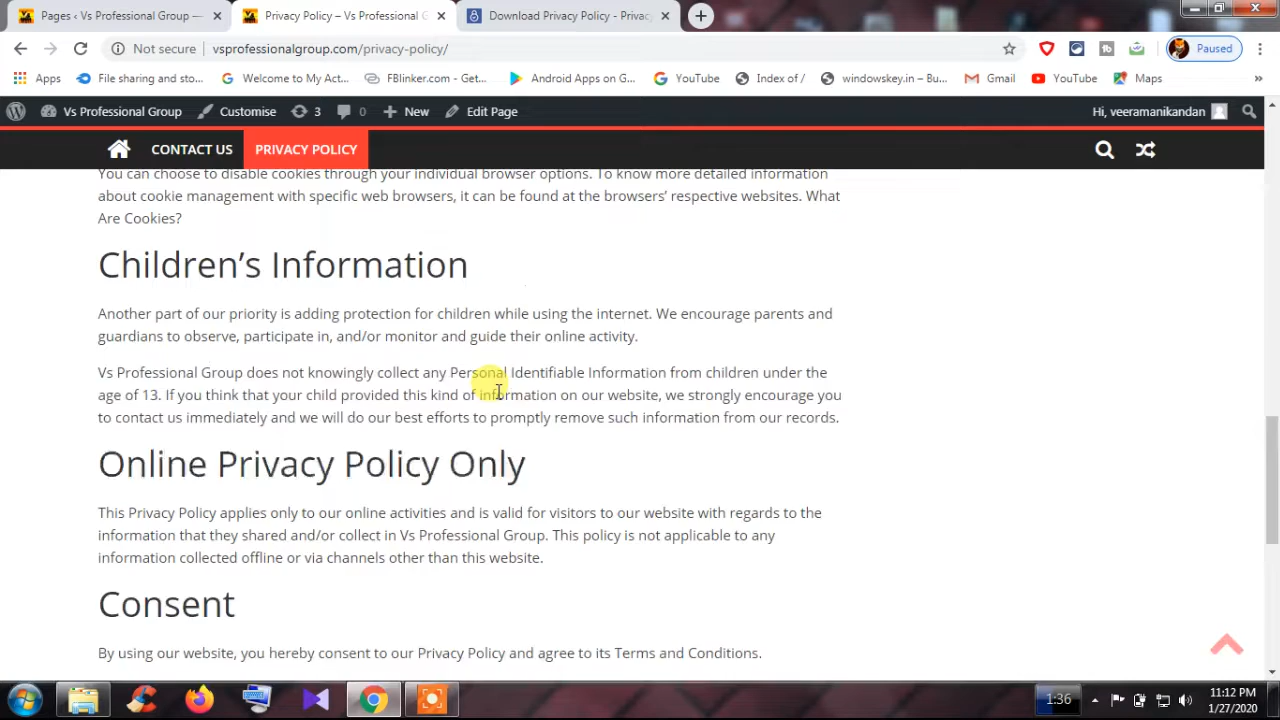 Pages ‹ Vs Professional Group —
Privacy Policy – Vs Professional G
Download Privacy Policy - Privacy
Not secure
vsprofessionalgroup.com/privacy-policy/
Paused
Apps
File sharing and sto...
Welcome to My Act...
FBlinker.com - Get...
Android Apps on G...
YouTube
Index of /
windowskey.in – Bu...
Gmail
YouTube
Maps
»
Vs Professional Group
Customise
3
0
New
Edit Page
Hi, veeramanikandan
CONTACT US
PRIVACY POLICY
You can choose to disable cookies through your individual browser options. To know more detailed information
about cookie management with specific web browsers, it can be found at the browsers’ respective websites. What
Are Cookies?
Children’s Information
Another part of our priority is adding protection for children while using the internet. We encourage parents and
guardians to observe, participate in, and/or monitor and guide their online activity.
Vs Professional Group does not knowingly collect any Personal Identifiable Information from children under the
age of 13. If you think that your child provided this kind of information on our website, we strongly encourage you
to contact us immediately and we will do our best efforts to promptly remove such information from our records.
Online Privacy Policy Only
This Privacy Policy applies only to our online activities and is valid for visitors to our website with regards to the
information that they shared and/or collect in Vs Professional Group. This policy is not applicable to any
information collected offline or via channels other than this website.
Consent
By using our website, you hereby consent to our Privacy Policy and agree to its Terms and Conditions.
1:36
11:12 PM
1/27/2020